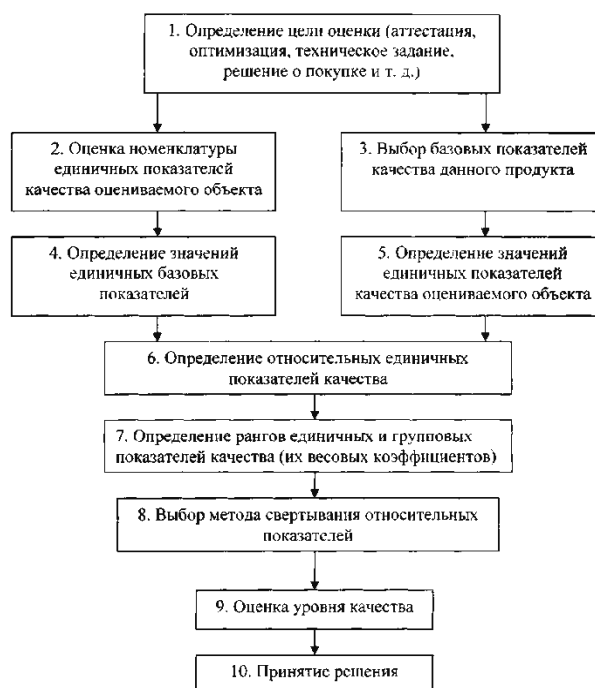 1. Определение цели оценки (аттестация,
оптимизация, техническое задание,
решение о покупке и т. д.)
2. Оценка номенклатуры
единичных показателей
качества оцениваемого объекта
3. Выбор базовых показателей
качества данного продукта
4. Определение значений
единичных базовых
показателей
5. Определение значений
единичных показателей
качества оцениваемого объекта
6. Определение относительных единичных
показателей качества
7. Определение рангов единичных и групповых
показателей качества (их весовых коэффициентов)
8. Выбор метода свертывания относительных
показателей
9. Оценка уровня качества
10. Принятие решения